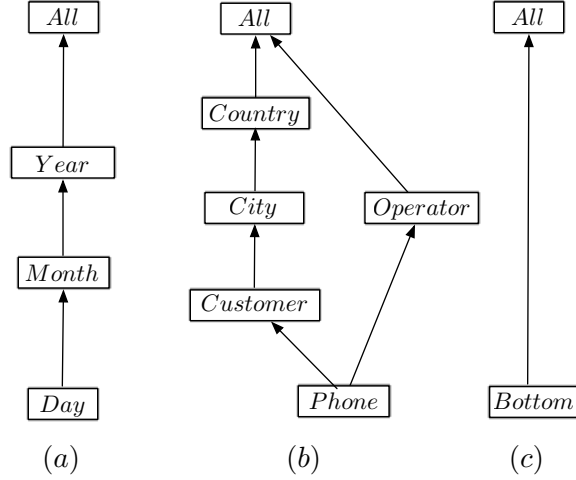 All
Year
Month
Day
(a)
All
Country
City
Operator
Customer
Phone
(b)
All
Bottom
(c)